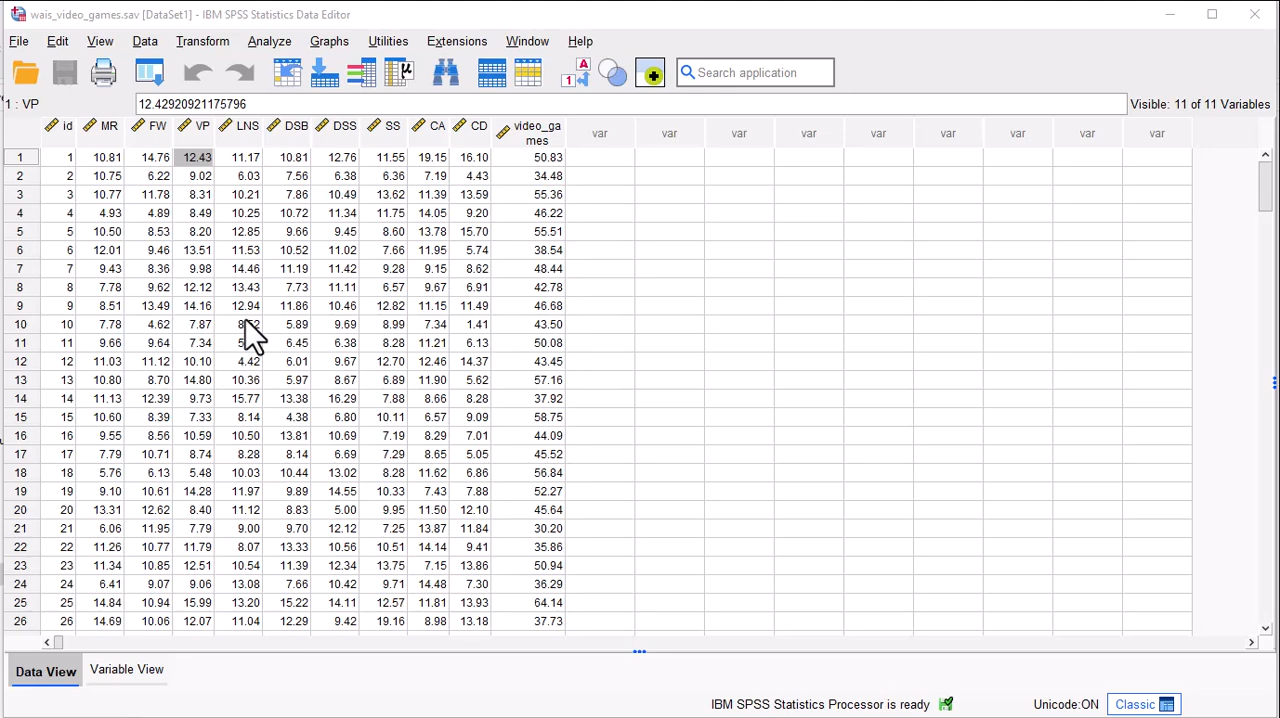 wais_video_games.sav [DataSet1] - IBM SPSS Statistics Data Editor
File Edit View Data Transform Analyze Graphs Utilities Extensions Window Help
Search application
1 : VP 12.42920921175796 Visible: 11 of 11 Variables
id MR FW VP LNS DSB DSS SS CA CD video_ga
mes var var var var var var var var var
1 1 10.81 14.76 12.43 11.17 10.81 12.76 11.55 19.15 16.10 50.83
2 2 10.75 6.22 9.02 6.03 7.56 6.38 6.36 7.19 4.43 34.48
3 3 10.77 11.78 8.31 10.21 7.86 10.49 13.62 11.39 13.59 55.36
4 4 4.93 4.89 8.49 10.25 10.72 11.34 11.75 14.05 9.20 46.22
5 5 10.50 8.53 8.20 12.85 9.66 9.45 8.60 13.78 15.70 55.51
6 6 12.01 9.46 13.51 11.53 10.52 11.02 7.66 11.95 5.74 38.54
7 7 9.43 8.36 9.98 14.46 11.19 11.42 9.28 9.15 8.62 48.44
8 8 7.78 9.62 12.12 13.43 7.73 11.11 6.57 9.67 6.91 42.78
9 9 8.51 13.49 14.16 12.94 11.86 10.46 12.82 11.15 11.49 46.68
10 10 7.78 4.62 7.87 5.89 9.69 8.99 7.34 1.41 43.50
11 11 9.66 9.64 7.34 6.45 6.38 8.28 11.21 6.13 50.08
12 12 11.03 11.12 10.10 4.42 6.01 9.67 12.70 12.46 14.37 43.45
13 13 10.80 8.70 14.80 10.36 5.97 8.67 6.89 11.90 5.62 57.16
14 14 11.13 12.39 9.73 15.77 13.38 16.29 7.88 8.66 8.28 37.92
15 15 10.60 8.39 7.33 8.14 4.38 6.80 10.11 6.57 9.09 58.75
16 16 9.55 8.56 10.59 10.50 13.81 10.69 7.19 8.29 7.01 44.09
17 17 7.79 10.71 8.74 8.28 8.14 6.69 7.29 8.65 5.05 45.52
18 18 5.76 6.13 5.48 10.03 10.44 13.02 8.28 11.62 6.86 56.84
19 19 9.10 10.61 14.28 11.97 9.89 14.55 10.33 7.43 7.88 52.27
20 20 13.31 12.62 8.40 11.12 8.83 5.00 9.95 11.50 12.10 45.64
21 21 6.06 11.95 7.79 9.00 9.70 12.12 7.25 13.87 11.84 30.20
22 22 11.26 10.77 11.79 8.07 13.33 10.56 10.51 14.14 9.41 35.86
23 23 11.34 10.85 12.51 10.54 11.39 12.34 13.75 7.15 13.86 50.94
24 24 6.41 9.07 9.06 13.08 7.66 10.42 9.71 14.48 7.30 36.29
25 25 14.84 10.94 15.99 13.20 15.22 14.11 12.57 11.81 13.93 64.14
26 26 14.69 10.06 12.07 11.04 12.29 9.42 19.16 8.98 13.18 37.73
Data View Variable View
IBM SPSS Statistics Processor is ready Unicode:ON Classic